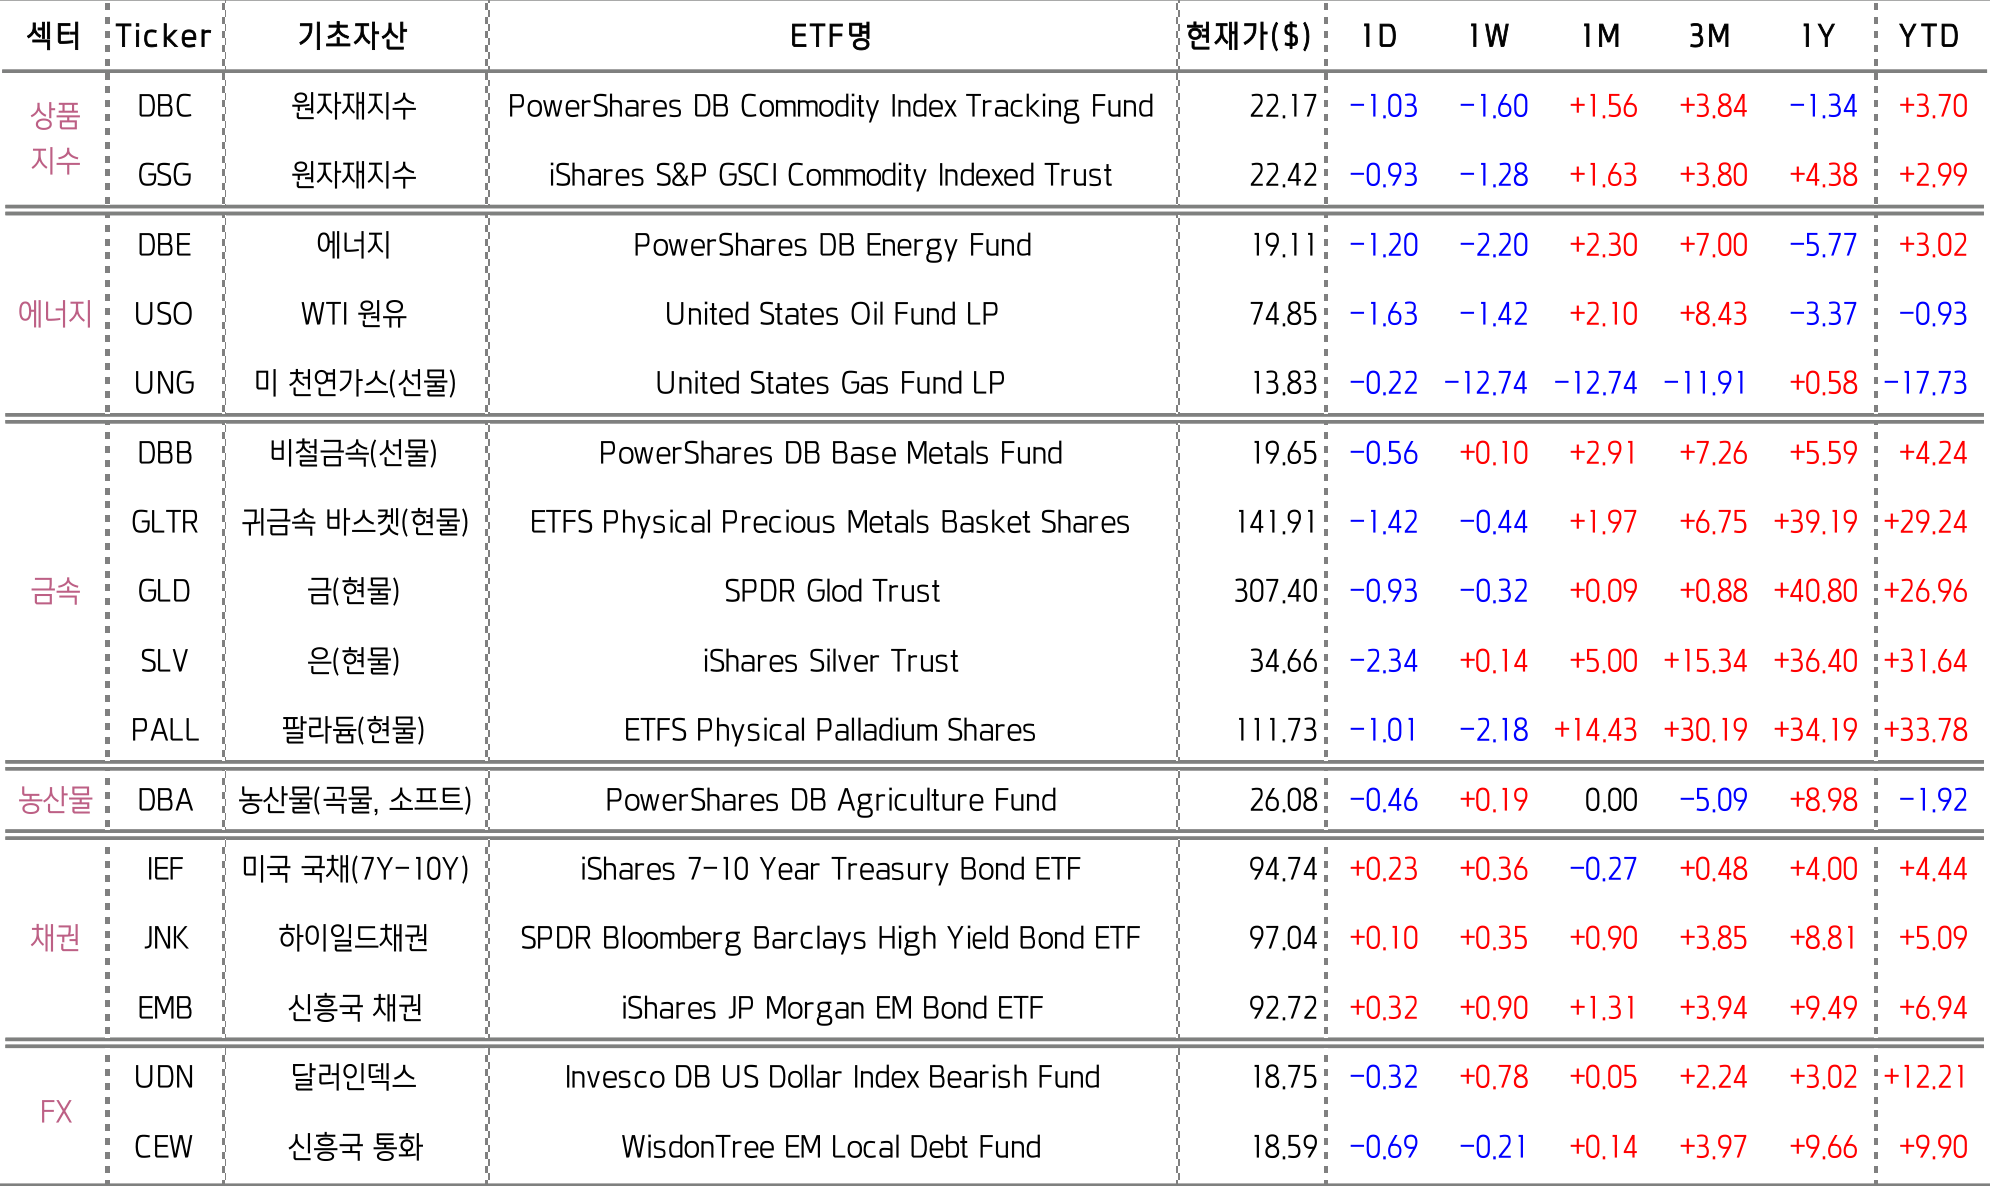 섹터 Ticker 기초자산 ETF명 현재가($) 1D 1W 1M 3M 1Y YTD
상품 지수 DBC 원자재지수 PowerShares DB Commodity Index Tracking Fund 22.17 -1.03 -1.60 +1.56 +3.84 -1.34 +3.70
GSG 원자재지수 iShares S&P GSCI Commodity Indexed Trust 22.42 -0.93 -1.28 +1.63 +3.80 +4.38 +2.99
DBE 에너지 PowerShares DB Energy Fund 19.11 -1.20 -2.20 +2.30 +7.00 -5.77 +3.02
에너지 USO WTI 원유 United States Oil Fund LP 74.85 -1.63 -1.42 +2.10 +8.43 -3.37 -0.93
UNG 미 천연가스(선물) United States Gas Fund LP 13.83 -0.22 -12.74 -12.74 -11.91 +0.58 -17.73
DBB 비철금속(선물) PowerShares DB Base Metals Fund 19.65 -0.56 +0.10 +2.91 +7.26 +5.59 +4.24
GLTR 귀금속 바스켓(현물) ETFS Physical Precious Metals Basket Shares 141.91 -1.42 -0.44 +1.97 +6.75 +39.19 +29.24
금속 GLD 금(현물) SPDR Glod Trust 307.40 -0.93 -0.32 +0.09 +0.88 +40.80 +26.96
SLV 은(현물) iShares Silver Trust 34.66 -2.34 +0.14 +5.00 +15.34 +36.40 +31.64
PALL 팔라듐(현물) ETFS Physical Palladium Shares 111.73 -1.01 -2.18 +14.43 +30.19 +34.19 +33.78
농산물 DBA 농산물(곡물, 소프트) PowerShares DB Agriculture Fund 26.08 -0.46 +0.19 0.00 -5.09 +8.98 -1.92
IEF 미국 국채(7Y-10Y) iShares 7-10 Year Treasury Bond ETF 94.74 +0.23 +0.36 -0.27 +0.48 +4.00 +4.44
채권 JNK 하이일드채권 SPDR Bloomberg Barclays High Yield Bond ETF 97.04 +0.10 +0.35 +0.90 +3.85 +8.81 +5.09
EMB 신흥국 채권 iShares JP Morgan EM Bond ETF 92.72 +0.32 +0.90 +1.31 +3.94 +9.49 +6.94
FX UDN 달러인덱스 Invesco DB US Dollar Index Bearish Fund 18.75 -0.32 +0.78 +0.05 +2.24 +3.02 +12.21
CEW 신흥국 통화 WisdonTree EM Local Debt Fund 18.59 -0.69 -0.21 +0.14 +3.97 +9.66 +9.90